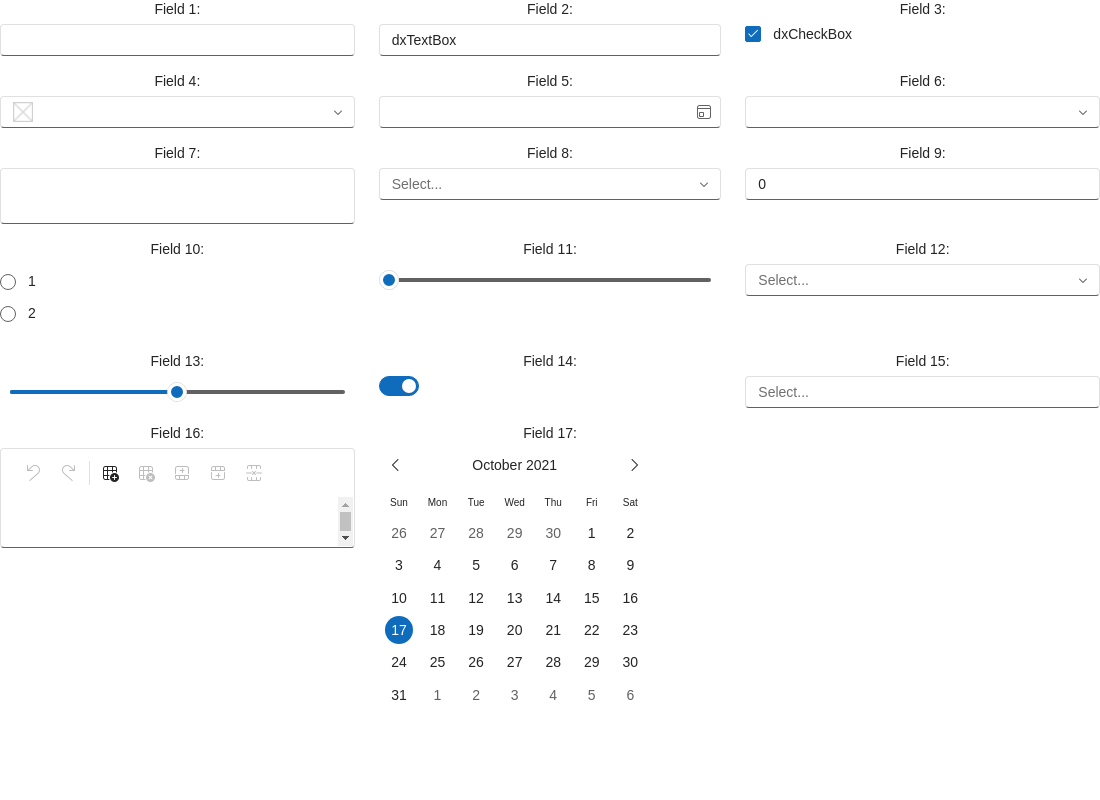 Field 1:
Field 2:
dxTextBox
Field 3:
dxCheckBox
Field 4:
Field 5:
Field 6:
Field 7:
Field 8:
Select...
Field 9:
0
Field 10:
1
2
Field 11:
Field 12:
Select...
Field 13:
Field 14:
Field 15:
Select...
Field 16:
Field 17:
October 2021
Sun Mon Tue Wed Thu Fri Sat
26 27 28 29 30 1 2
3 4 5 6 7 8 9
10 11 12 13 14 15 16
17 18 19 20 21 22 23
24 25 26 27 28 29 30
31 1 2 3 4 5 6